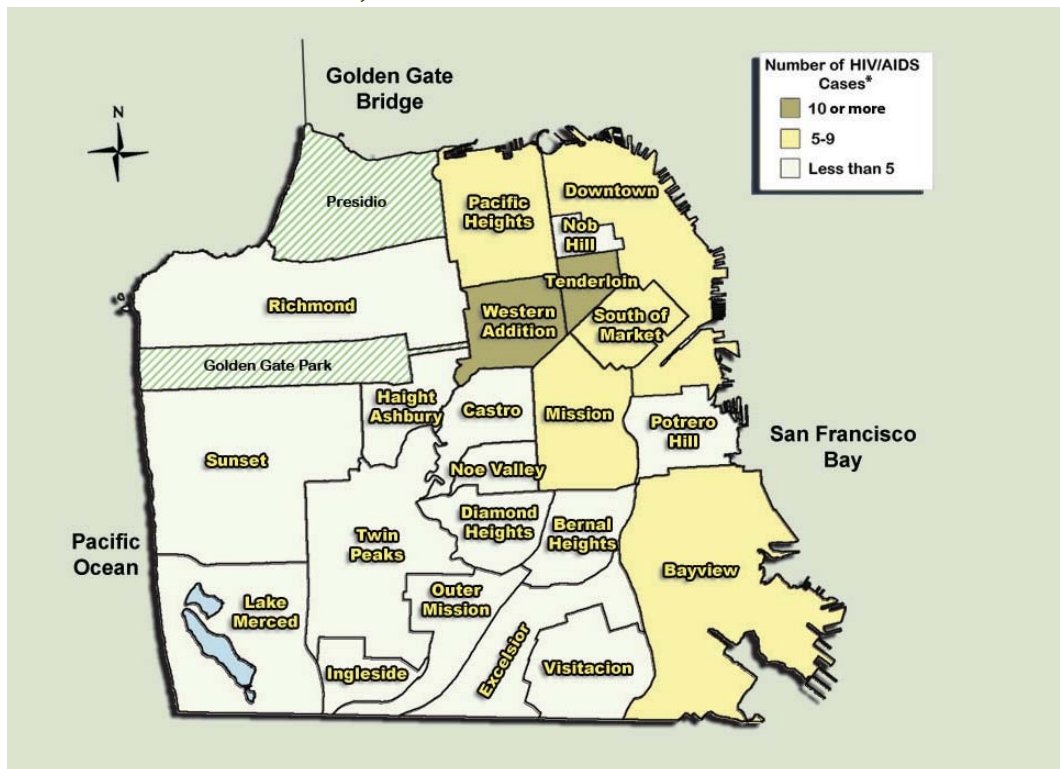 Golden Gate
Bridge
Number of HIV/AIDS
Cases*
10 or more
5-9
Less than 5
N
Presidio
Pacific
Heights
Downtown
Nob
Hill
Tenderloin
Richmond
Western
Addition
South of
Market
Golden Gate Park
Haight
Ashbury
Castro
Mission
Potrero
Hill
San Francisco
Bay
Sunset
Noe Valley
Diamond
Heights
Bernal
Heights
Twin
Peaks
Pacific
Ocean
Bayview
Outer
Mission
Lake
Merced
Ingleside
Excelsior
Visitacion